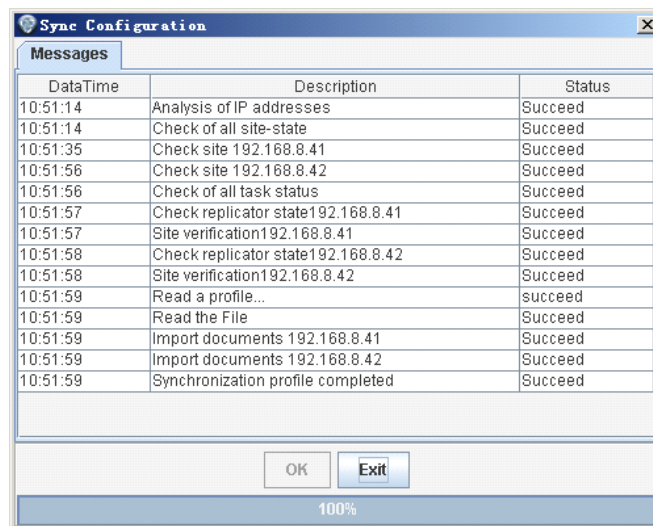 Sync Configuration
Messages
DataTime Description Status
10:51:14 Analysis of IP addresses Succeed
10:51:14 Check of all site-state Succeed
10:51:35 Check site 192.168.8.41 Succeed
10:51:56 Check site 192.168.8.42 Succeed
10:51:56 Check of all task status Succeed
10:51:57 Check replicator state192.168.8.41 Succeed
10:51:57 Site verification192.168.8.41 Succeed
10:51:58 Check replicator state192.168.8.42 Succeed
10:51:58 Site verification192.168.8.42 Succeed
10:51:59 Read a profile... succeed
10:51:59 Read the File Succeed
10:51:59 Import documents 192.168.8.41 Succeed
10:51:59 Import documents 192.168.8.42 Succeed
10:51:59 Synchronization profile completed Succeed
OK Exit
100%